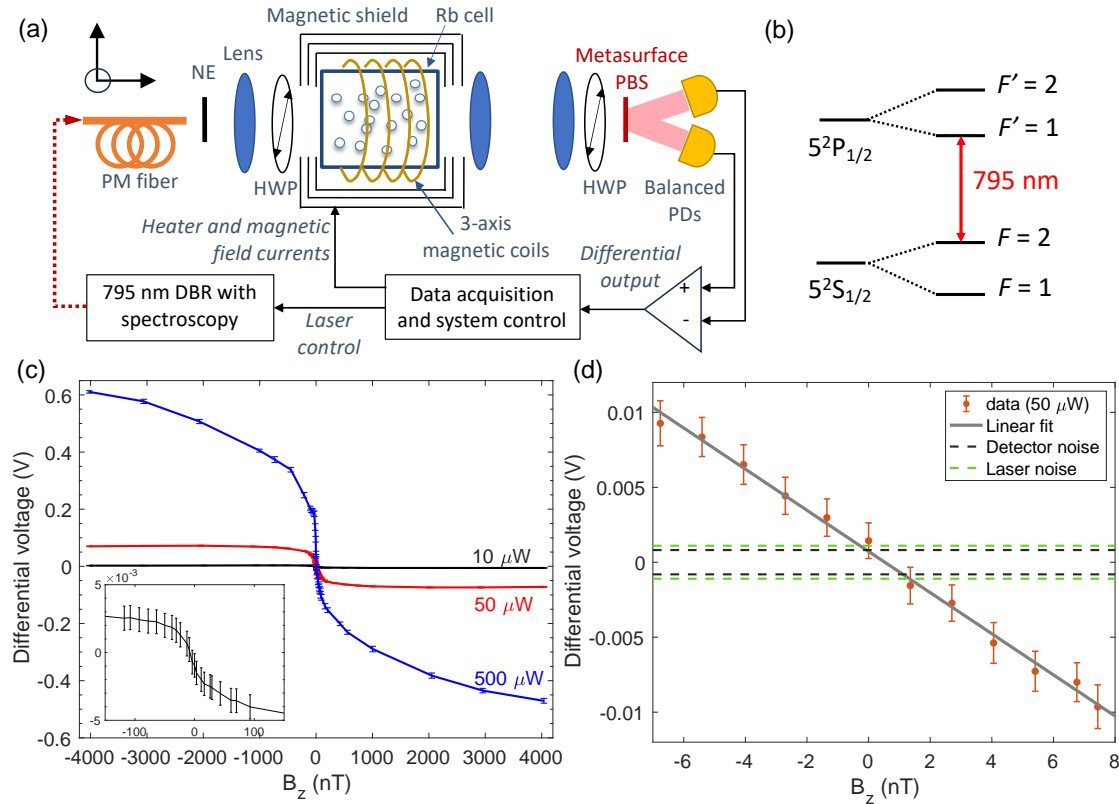 (a)
Magnetic shield
Rb cell
Lens
NE
Metasurface
PBS
PM fiber
HWP
HWP
Balanced
PDs
3-axis
magnetic coils
Heater and magnetic
field currents
Differential
output
795 nm DBR with
spectroscopy
Laser
control
Data acquisition
and system control
+
-
(b)
F' = 2
F' = 1
5²P1/2
795 nm
F = 2
5²S1/2
F = 1
(c)
Differential voltage (V)
0.6
0.4
0.2
0
-0.2
-0.4
-0.6
10 μW
50 μW
500 μW
×10-3
5
0
-5
-100
0
100
-4000 -3000 -2000 -1000 0 1000 2000 3000 4000
Bz (nT)
(d)
Differential voltage (V)
0.01
0.005
0
-0.005
-0.01
data (50 μW)
Linear fit
Detector noise
Laser noise
-6 -4 -2 0 2 4 6 8
Bz (nT)